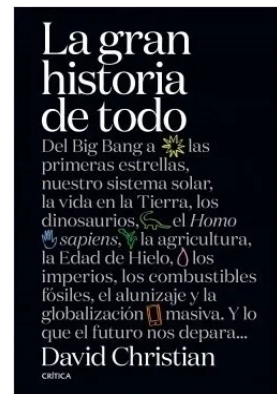 La gran
historia
de todo
Del Big Bang a las
primeras estrellas,
nuestro sistema solar,
la vida en la Tierra, los
dinosaurios, el Homo
sapiens, la agricultura,
la Edad de Hielo, los
imperios, los combustibles
fósiles, el alunizaje y la
globalización masiva. Y lo
que el futuro nos depara...
David Christian
CRÍTICA